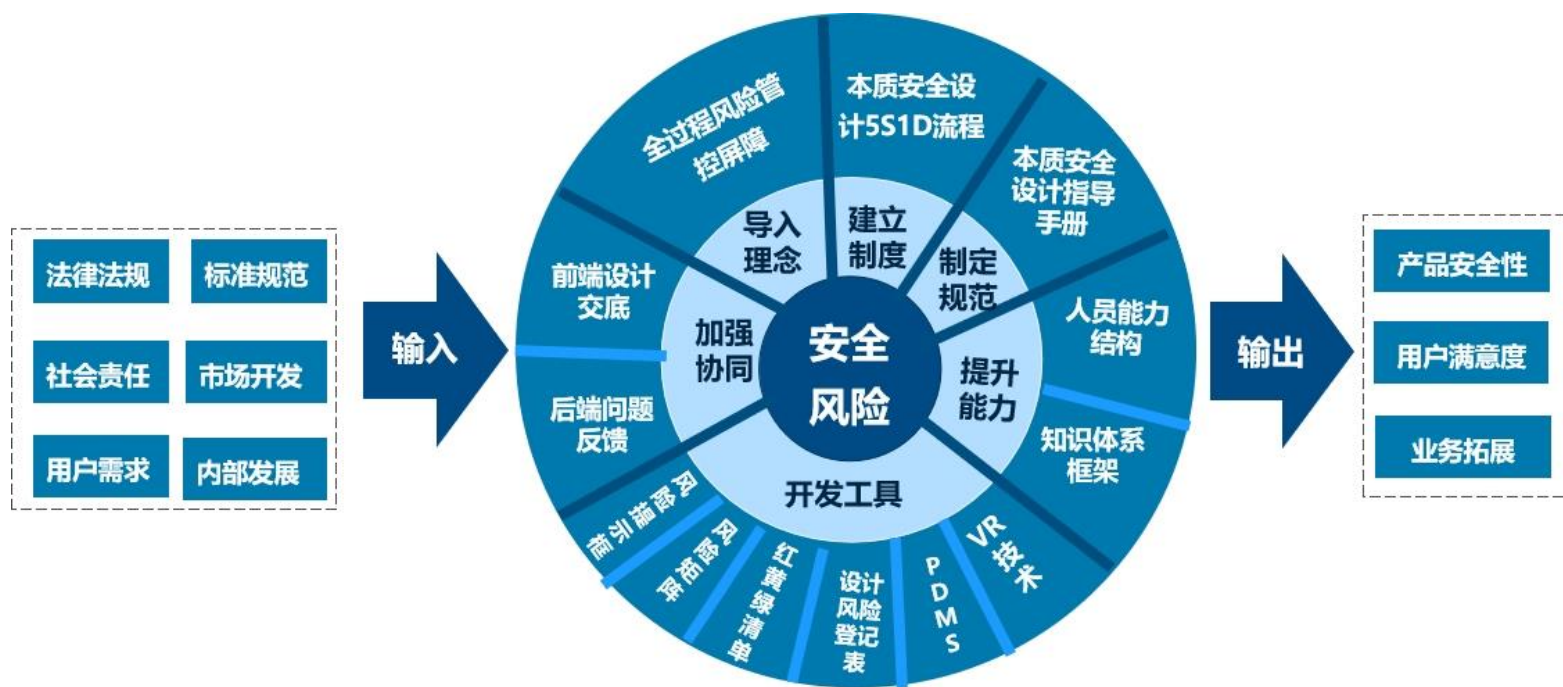 法律法规
标准规范
社会责任
市场开发
用户需求
内部发展
输入
全过程风险管
控屏障
本质安全设
计5S1D流程
本质安全
设计指导
手册
人员能力
结构
知识体系
框架
VR技术
PDMS
设计
风险
登记
表
红黄绿清单
风险矩阵
风险提示框
后端问题
反馈
前端设计
交底
导入
理念
建立
制度
制定
规范
提升
能力
开发工具
加强
协同
安全
风险
输出
产品安全性
用户满意度
业务拓展